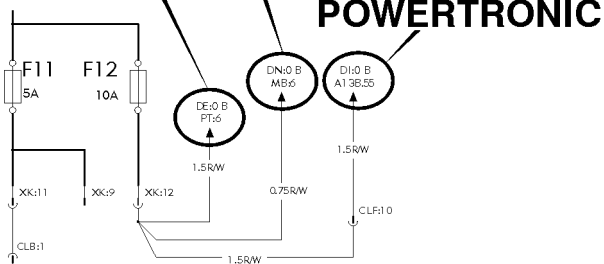 POWERTRONIC
F11
5A
F12
10A
DE:0 B
PT:6
DN:0 B
MB:6
DI:0 B
A13B.55
1.5R/W
1.5R/W
0.75R/W
XK:11
XK:9
XK:12
CLF:10
CLB:1
1.5R/W